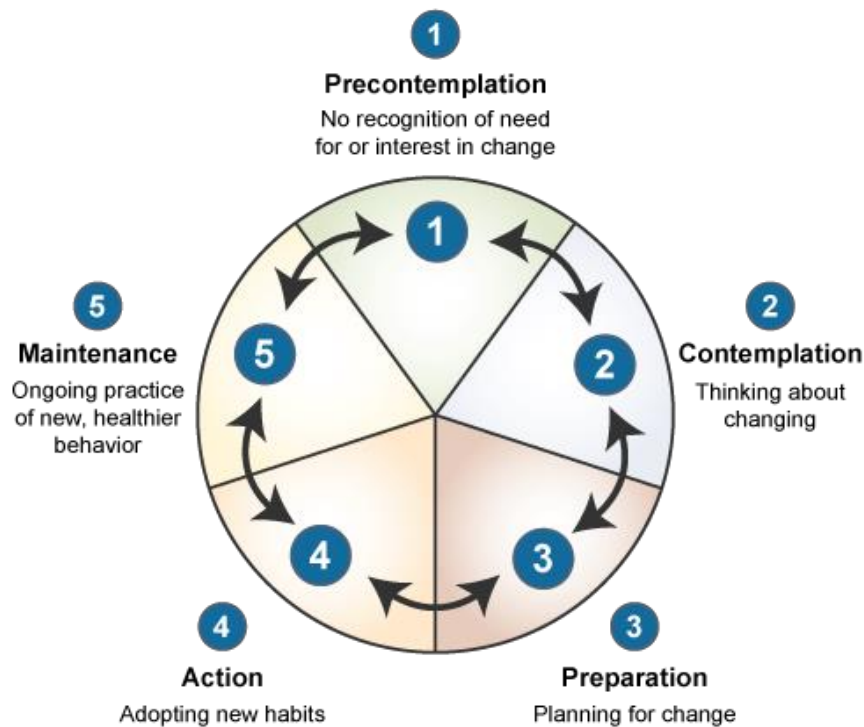 1
Precontemplation
No recognition of need
for or interest in change
1
5
Maintenance
Ongoing practice
of new, healthier
behavior
5
2
2
Contemplation
Thinking about
changing
4
3
4
Action
Adopting new habits
3
Preparation
Planning for change